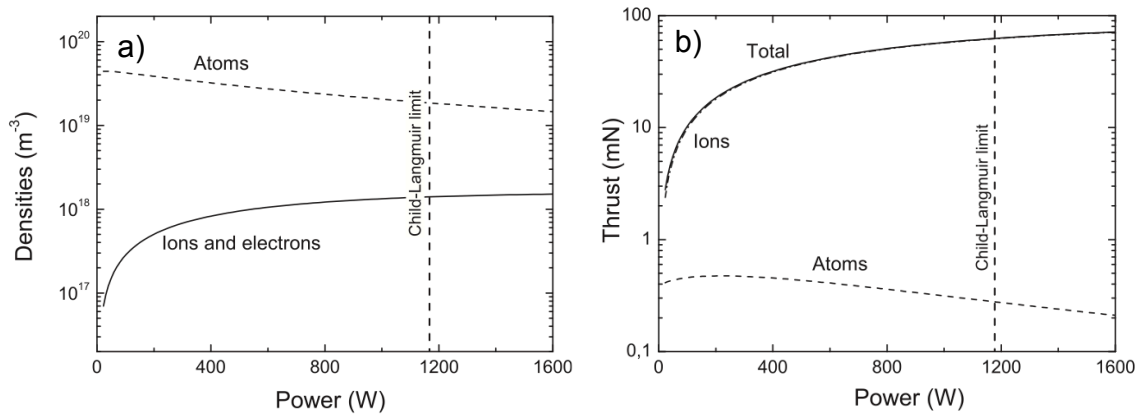 a)
10²⁰
10¹⁹
10¹⁸
10¹⁷
Densities (m⁻³)
Atoms
Ions and electrons
Child-Langmuir limit
0
400
800
1200
1600
Power (W)
b)
100
10
1
0,1
Thrust (mN)
Total
Ions
Atoms
Child-Langmuir limit
0
400
800
1200
1600
Power (W)